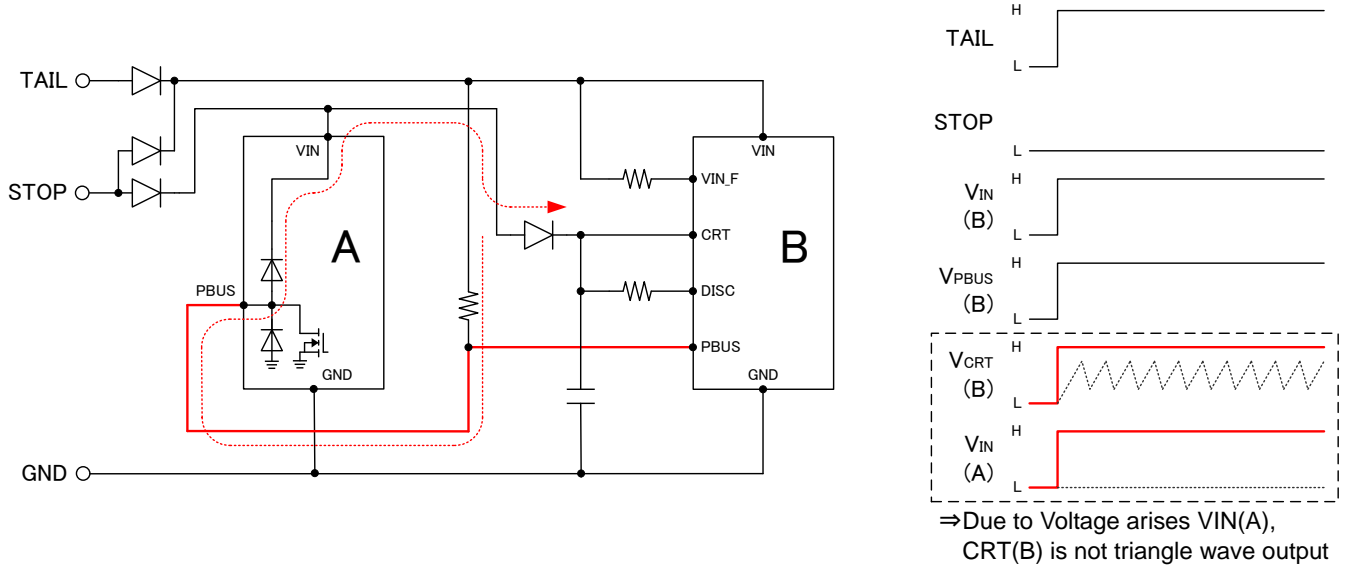 TAIL
STOP
GND
VIN
A
PBUS
GND
VIN
VIN_F
CRT
B
DISC
PBUS
GND
TAIL
H
L
STOP
L
VIN
(B)
H
L
VPBUS
(B)
H
L
VCRT
(B)
H
L
VIN
(A)
H
L
⇒Due to Voltage arises VIN(A),
CRT(B) is not triangle wave output